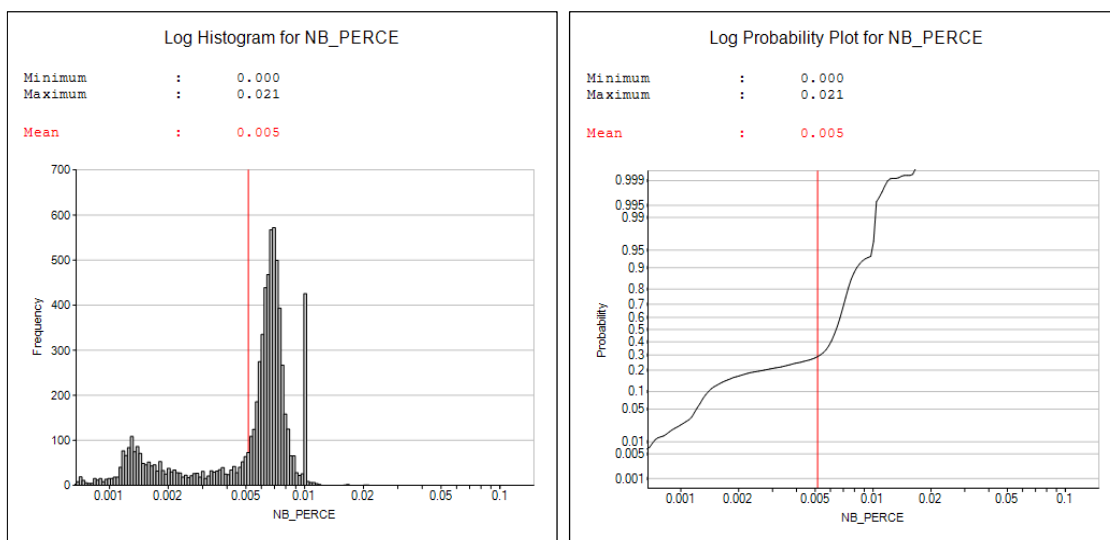 Log Histogram for NB_PERCE
Minimum : 0.000
Maximum : 0.021
Mean : 0.005
700
600
500
400
300
200
100
0
Frequency
0.001 0.002 0.005 0.01 0.02 0.05 0.1
NB_PERCE
Log Probability Plot for NB_PERCE
Minimum : 0.000
Maximum : 0.021
Mean : 0.005
0.999
0.995
0.99
0.95
0.9
0.8
0.7
0.6
0.5
0.4
0.3
0.2
0.1
0.05
0.01
0.005
0.001
Probability
0.001 0.002 0.005 0.01 0.02 0.05 0.1
NB_PERCE